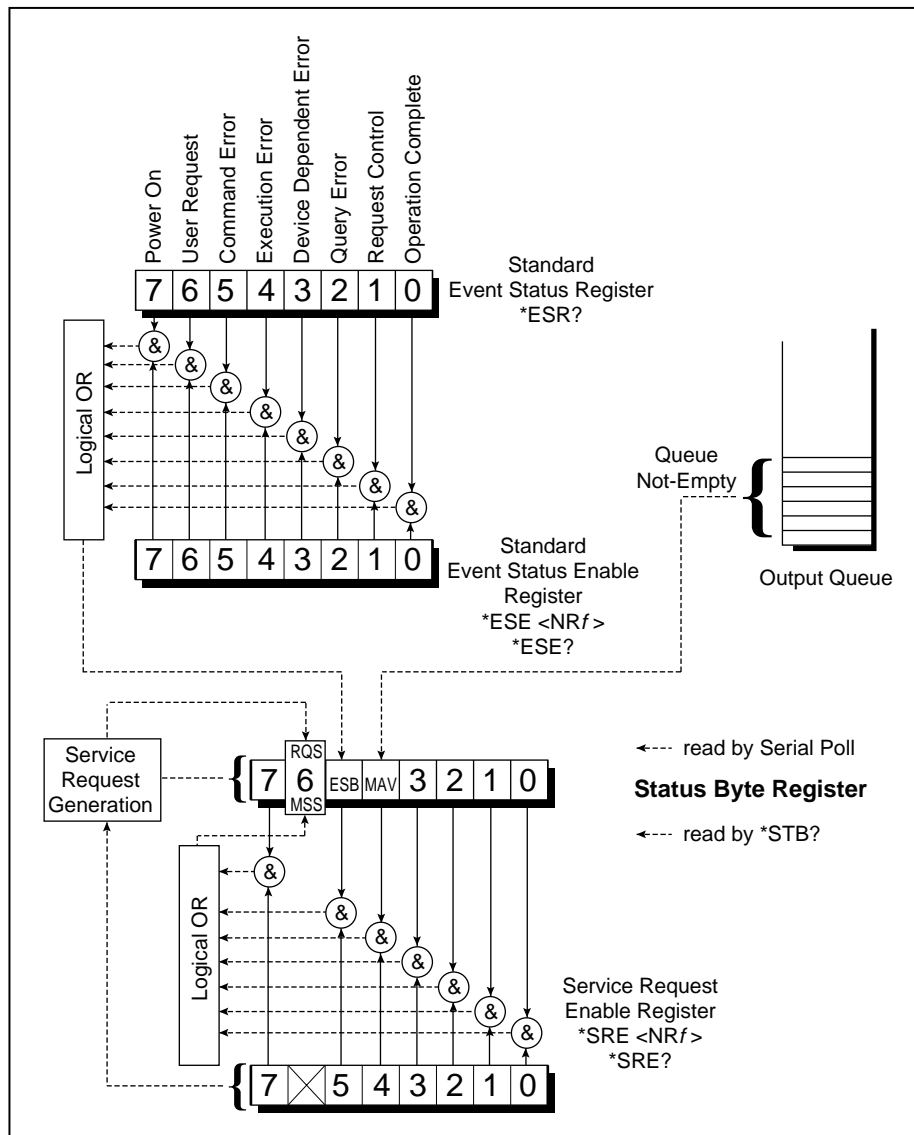 Power On
User Request
Command Error
Execution Error
Device Dependent Error
Query Error
Request Control
Operation Complete
7 6 5 4 3 2 1 0
Standard
Event Status Register
*ESR?
Logical OR
&
&
&
&
&
&
&
&
Queue
Not-Empty
{
Output Queue
7 6 5 4 3 2 1 0
Standard
Event Status Enable
Register
*ESE <NRf>
*ESE?
Service
Request
Generation
{
RQS
7 6 ESB MAV 3 2 1 0
MSS
read by Serial Poll
Status Byte Register
read by *STB?
Logical OR
&
&
&
&
&
&
&
Service Request
Enable Register
*SRE <NRf>
*SRE?
{
7 5 4 3 2 1 0